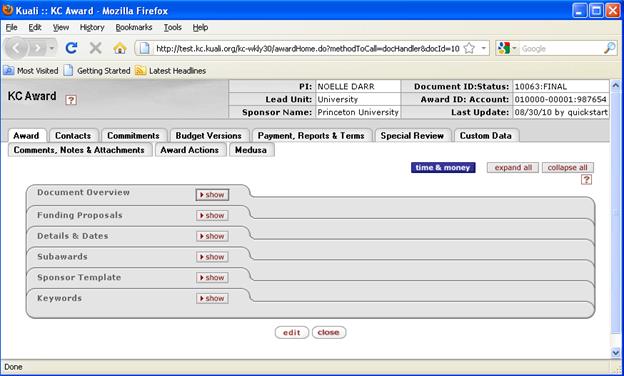 Kuali :: KC Award - Mozilla Firefox
File Edit View History Bookmarks Tools Help
http://test.kc.kuali.org/kc-wkly30/awardHome.do?methodToCall=docHandler&docId=10 Google
Most Visited Getting Started Latest Headlines
KC Award ?
PI: NOELLE DARR Document ID:Status: 10063:FINAL
Lead Unit: University Award ID: Account: 010000-00001:987654
Sponsor Name: Princeton University Last Update: 08/30/10 by quickstart
Award Contacts Commitments Budget Versions Payment, Reports & Terms Special Review Custom Data
Comments, Notes & Attachments Award Actions Medusa
time & money expand all collapse all
?
Document Overview show
Funding Proposals show
Details & Dates show
Subawards show
Sponsor Template show
Keywords show
edit close
Done